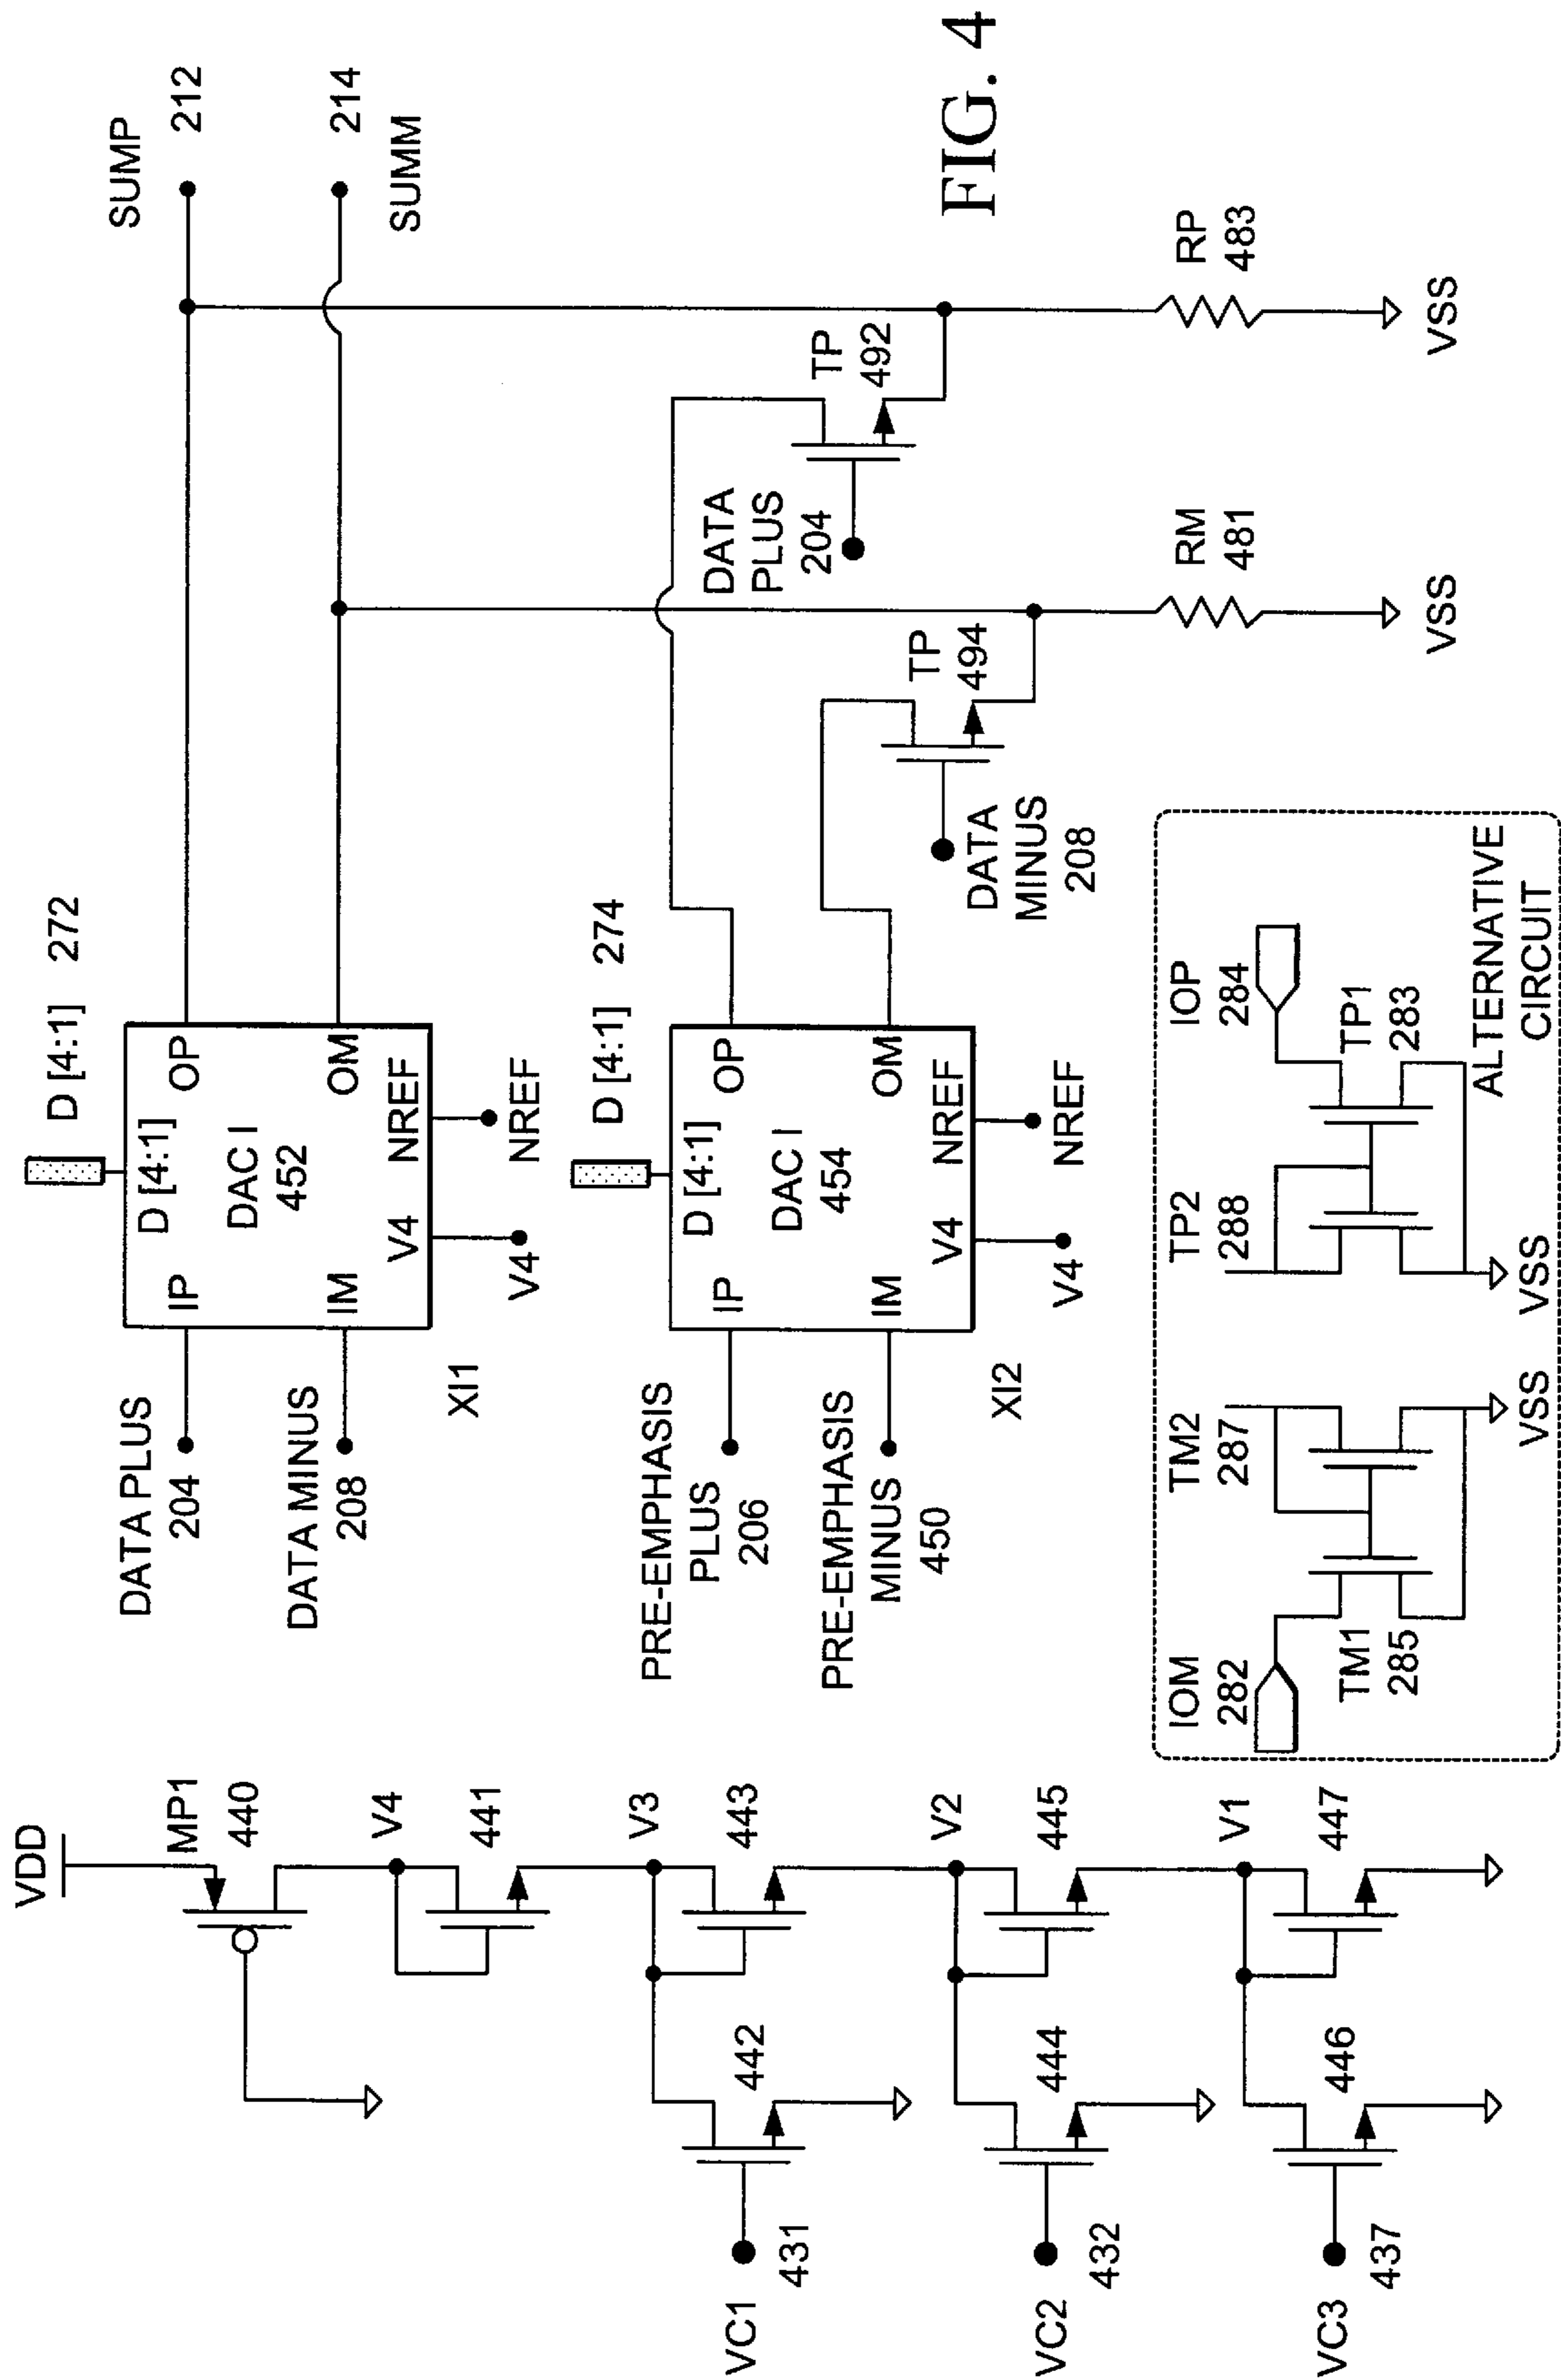 VDD
MP1
440
V4
441
V3
443
442
VC1
431
V2
445
444
VC2
432
V1
447
446
VC3
437
D [4:1] 272
D [4:1]
IP
OP
DAC I
452
IM
OM
V4
NREF
V4
NREF
DATA PLUS
204
DATA MINUS
208
XI1
SUMP
212
214
SUMM
D [4:1] 274
D [4:1]
IP
OP
DAC I
454
IM
OM
V4
NREF
V4
NREF
PRE-EMPHASIS
PLUS
206
PRE-EMPHASIS
MINUS
450
XI2
DATA
PLUS
204
TP
492
DATA
MINUS
208
TP
494
RM
481
VSS
RP
483
VSS
IOM
282
TM1
285
TM2
287
VSS
TP2
288
VSS
IOP
284
TP1
283
ALTERNATIVE
CIRCUIT
FIG. 4